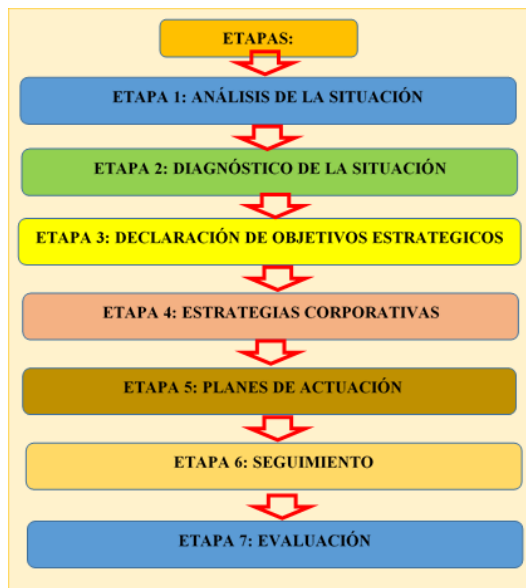 ETAPAS:
ETAPA 1: ANÁLISIS DE LA SITUACIÓN
ETAPA 2: DIAGNÓSTICO DE LA SITUACIÓN
ETAPA 3: DECLARACIÓN DE OBJETIVOS ESTRATEGICOS
ETAPA 4: ESTRATEGIAS CORPORATIVAS
ETAPA 5: PLANES DE ACTUACIÓN
ETAPA 6: SEGUIMIENTO
ETAPA 7: EVALUACIÓN